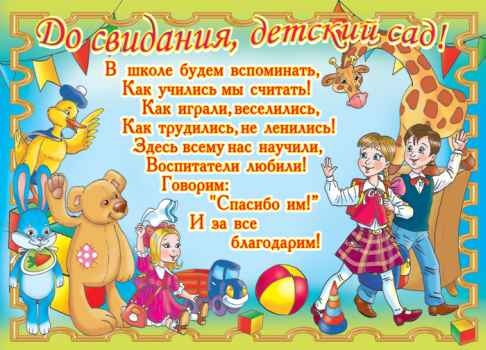 До свидания, детский сад!
В школе будем вспоминать,
Как учились мы считать!
Как играли, веселились,
Как трудились, не ленились!
Здесь всему нас научили,
Воспитатели любили!
Говорим:
"Спасибо им!"
И за все
благодарим!